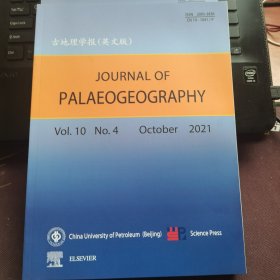 古地理学报(英文版)
JOURNAL OF
PALAEOGEOGRAPHY
Vol. 10 No. 4 October 2021
China University of Petroleum (Beijing) Science Press
ELSEVIER